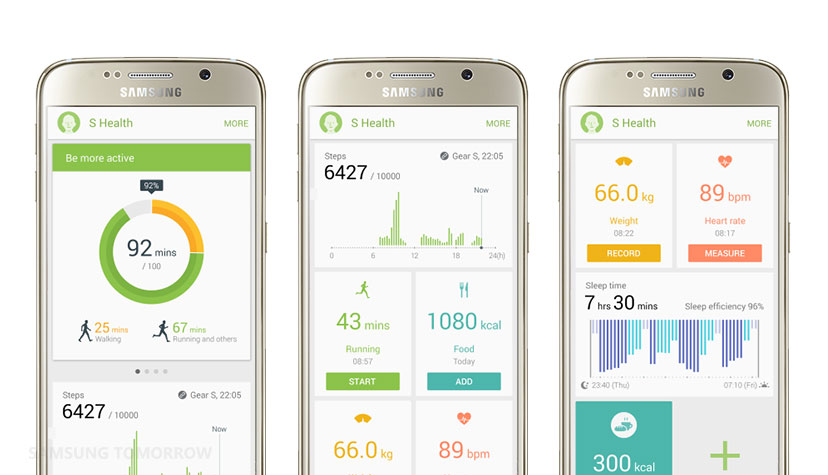 SAMSUNG
S Health MORE
Be more active
92%
92 mins
/ 100
25 mins
Walking
67 mins
Running and others
Steps
Gear S, 22:05
6427 / 10000
Now
SAMSUNG TOMORROW
SAMSUNG
S Health MORE
Steps
Gear S, 22:05
6427 / 10000
Now
0 12 18 24(h)
43 mins
Running
08:57
START
1080 kcal
Food
Today
ADD
66.0 kg
89 bpm
SAMSUNG
S Health MORE
66.0 kg
Weight
08:22
RECORD
89 bpm
Heart rate
08:17
MEASURE
Sleep time
7 hrs 30 mins
Sleep efficiency 96%
23:40 (Thu) 07:10 (Fri)
300 kcal